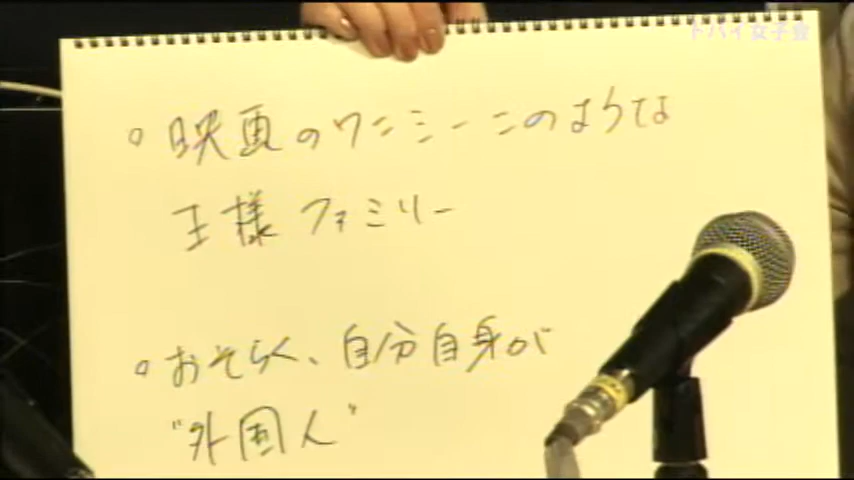 ドバイ女子会
○映画のワンシーンのような
王様ファミリー
○おそらく、自分自身が
"外国人"